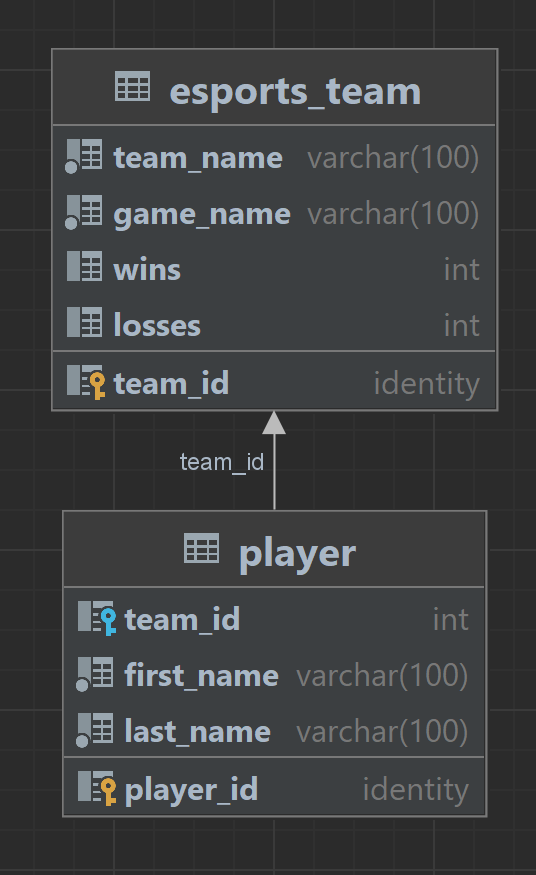 esports_team
team_name varchar(100)
game_name varchar(100)
wins int
losses int
team_id identity
team_id
player
team_id int
first_name varchar(100)
last_name varchar(100)
player_id identity